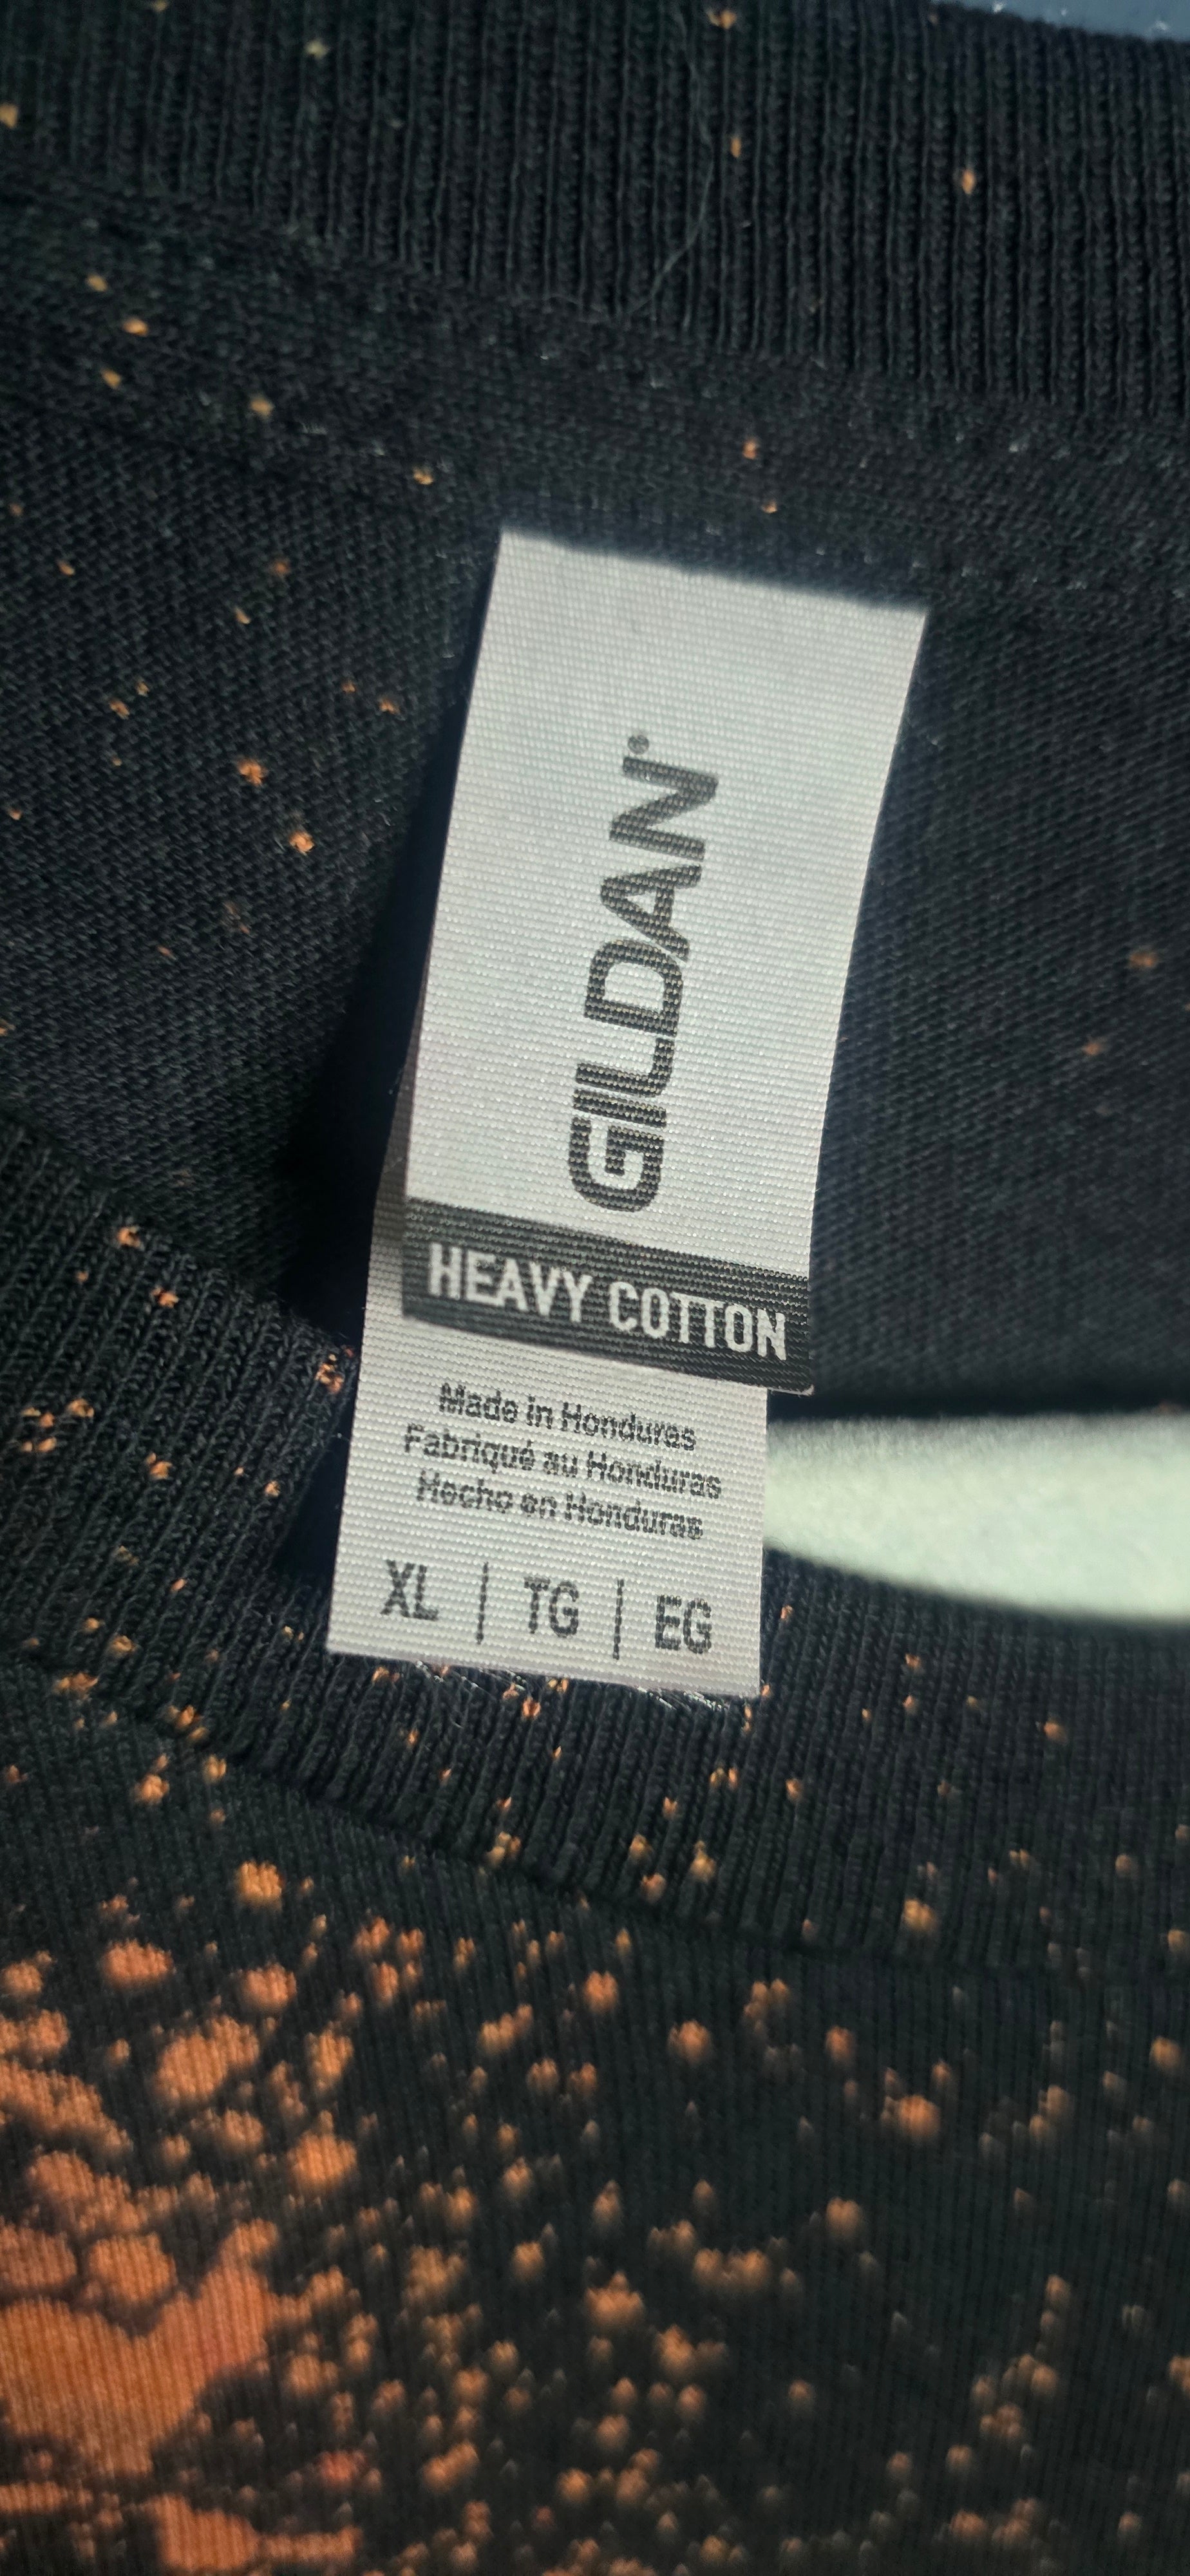 GILDAN®
HEAVY COTTON
Made in Honduras
Fabriqué au Honduras
Hecho en Honduras
XL | TG | EG